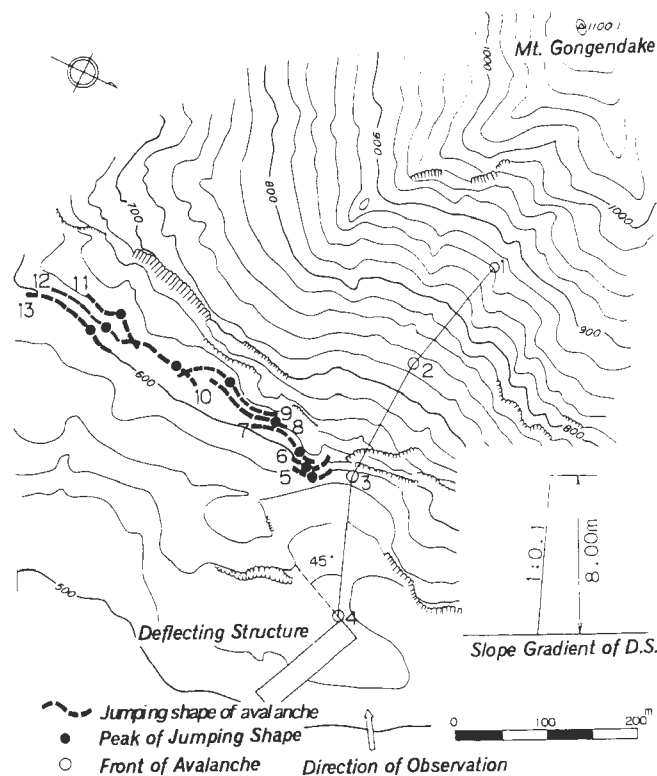 1100.1
Mt. Gongendake
1000
900
800
700
1000
12 11
13
1
900
600
2
10
9
8
7
800
6
5
3
1:0.1
8.00m
45°
500
4
Deflecting Structure
Slope Gradient of D.S.
Jumping shape of avalanche
Peak of Jumping Shape
Front of Avalanche
Direction of Observation
0 100 200 m